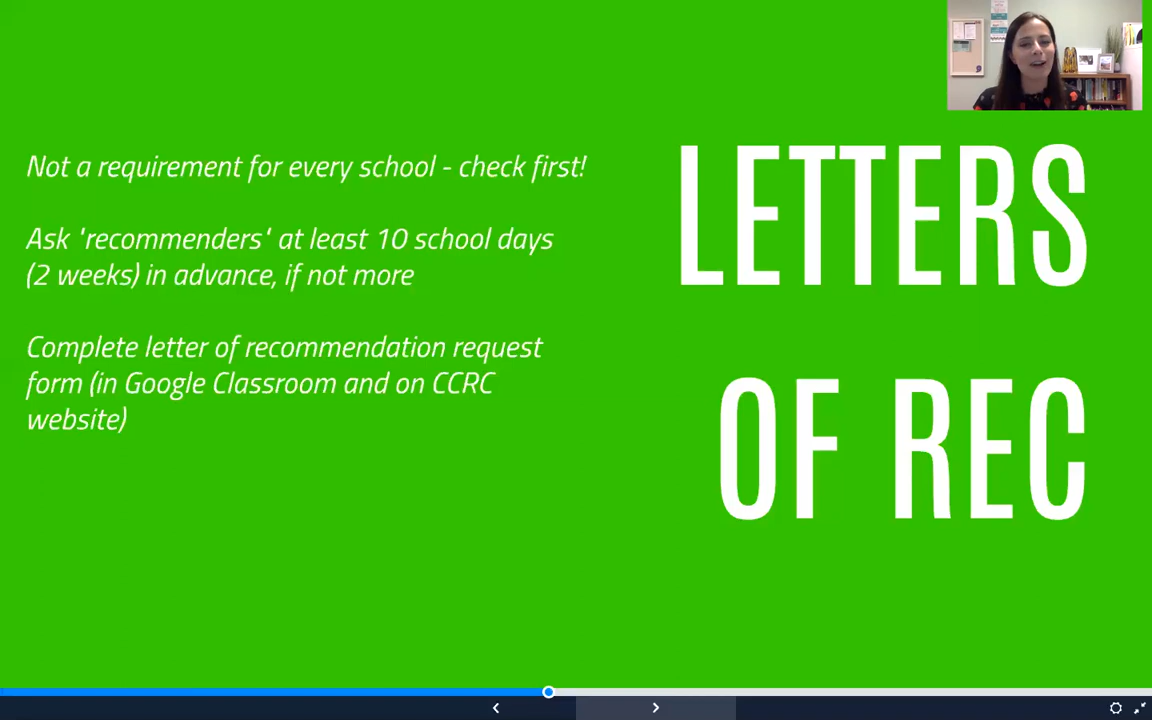 Not a requirement for every school - check first!
Ask 'recommenders' at least 10 school days
(2 weeks) in advance, if not more
Complete letter of recommendation request
form (in Google Classroom and on CCRC
website)
LETTERS
OF REC